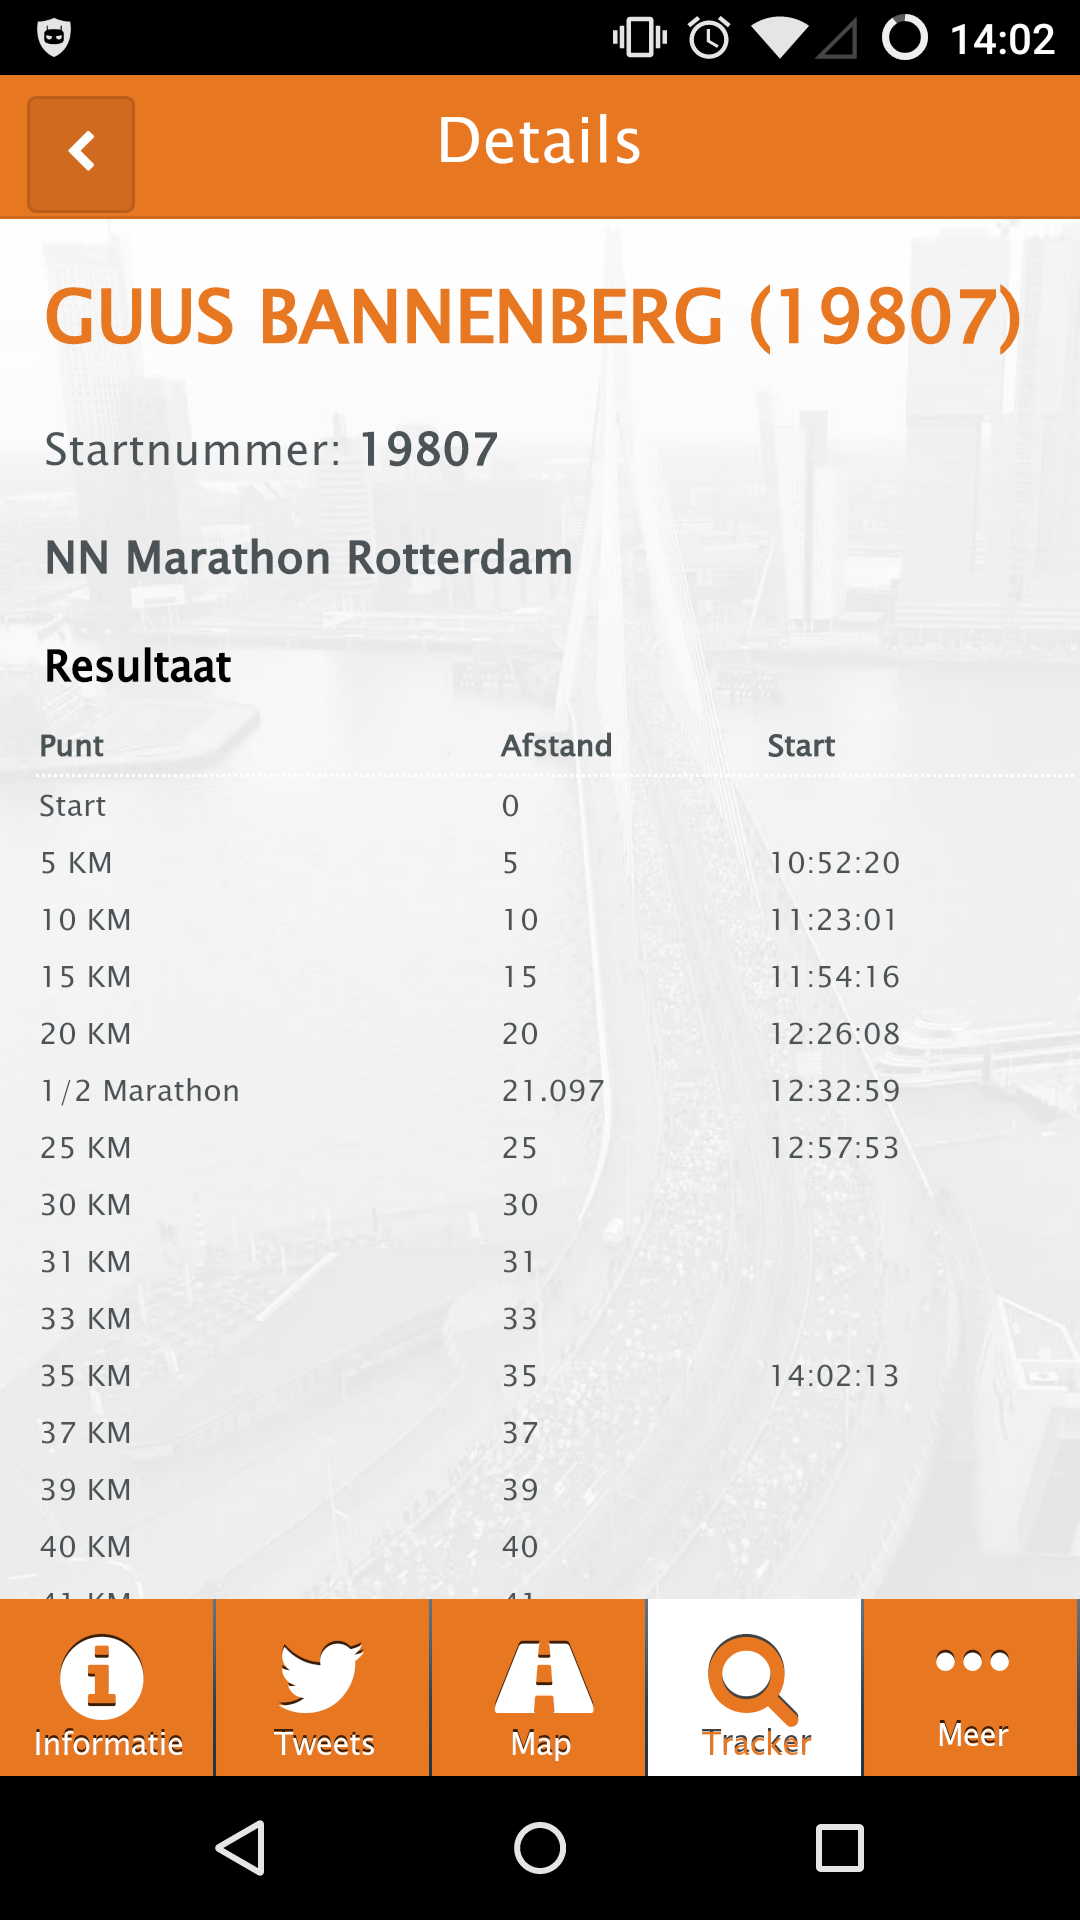 14:02
Details
GUUS BANNENBERG (19807)
Startnummer: 19807
NN Marathon Rotterdam
Resultaat
Punt Afstand Start
Start 0
5 KM 5 10:52:20
10 KM 10 11:23:01
15 KM 15 11:54:16
20 KM 20 12:26:08
1/2 Marathon 21.097 12:32:59
25 KM 25 12:57:53
30 KM 30
31 KM 31
33 KM 33
35 KM 35 14:02:13
37 KM 37
39 KM 39
40 KM 40
41 KM 41
Informatie Tweets Map Tracker Meer